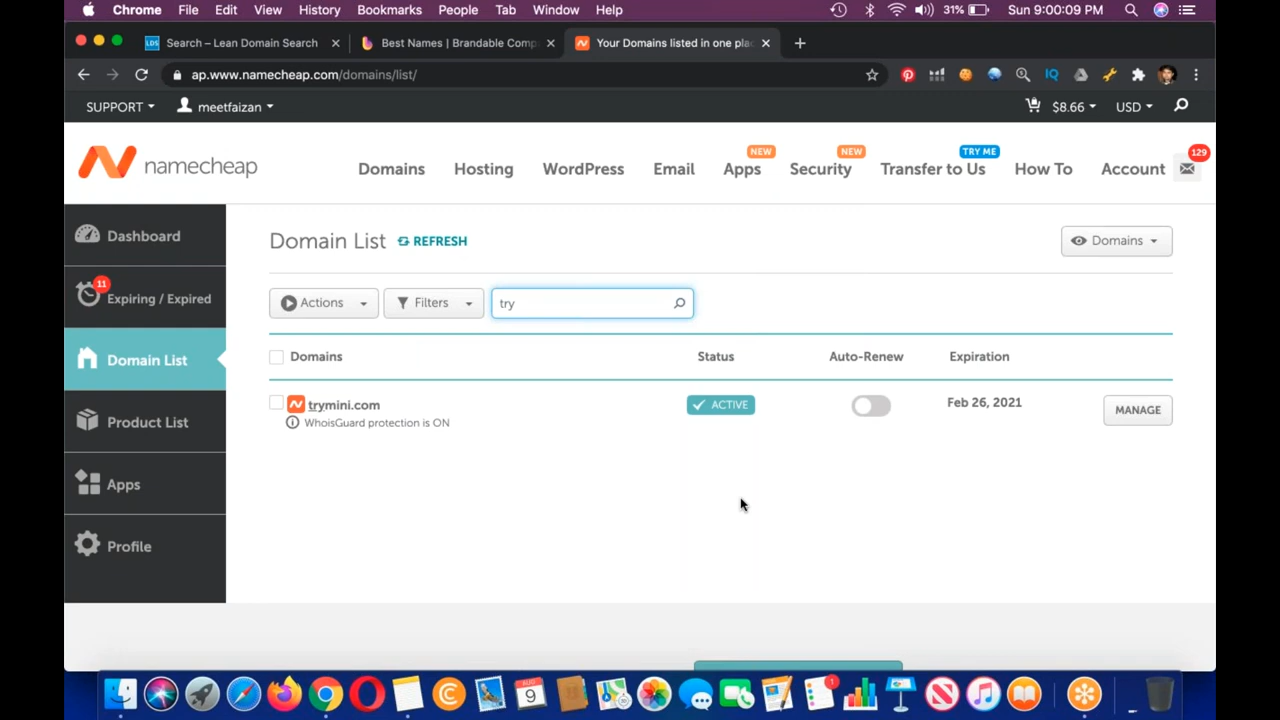 Chrome File Edit View History Bookmarks People Tab Window Help 31% Sun 9:00:09 PM
LDS Search – Lean Domain Search Best Names | Brandable Comp Your Domains listed in one pla
ap.www.namecheap.com/domains/list/ IQ
SUPPORT meetfaizan $8.66 USD
NEW NEW TRY ME 129
namecheap Domains Hosting WordPress Email Apps Security Transfer to Us How To Account
Dashboard
11
Expiring / Expired
Domain List
Product List
Apps
Profile
Domain List REFRESH Domains
Actions Filters try
Domains Status Auto-Renew Expiration
trymini.com ACTIVE Feb 26, 2021 MANAGE
WhoisGuard protection is ON
AUG
9
1